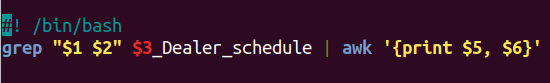 #! /bin/bash
grep "$1 $2" $3_Dealer_schedule | awk '{print $5, $6}'